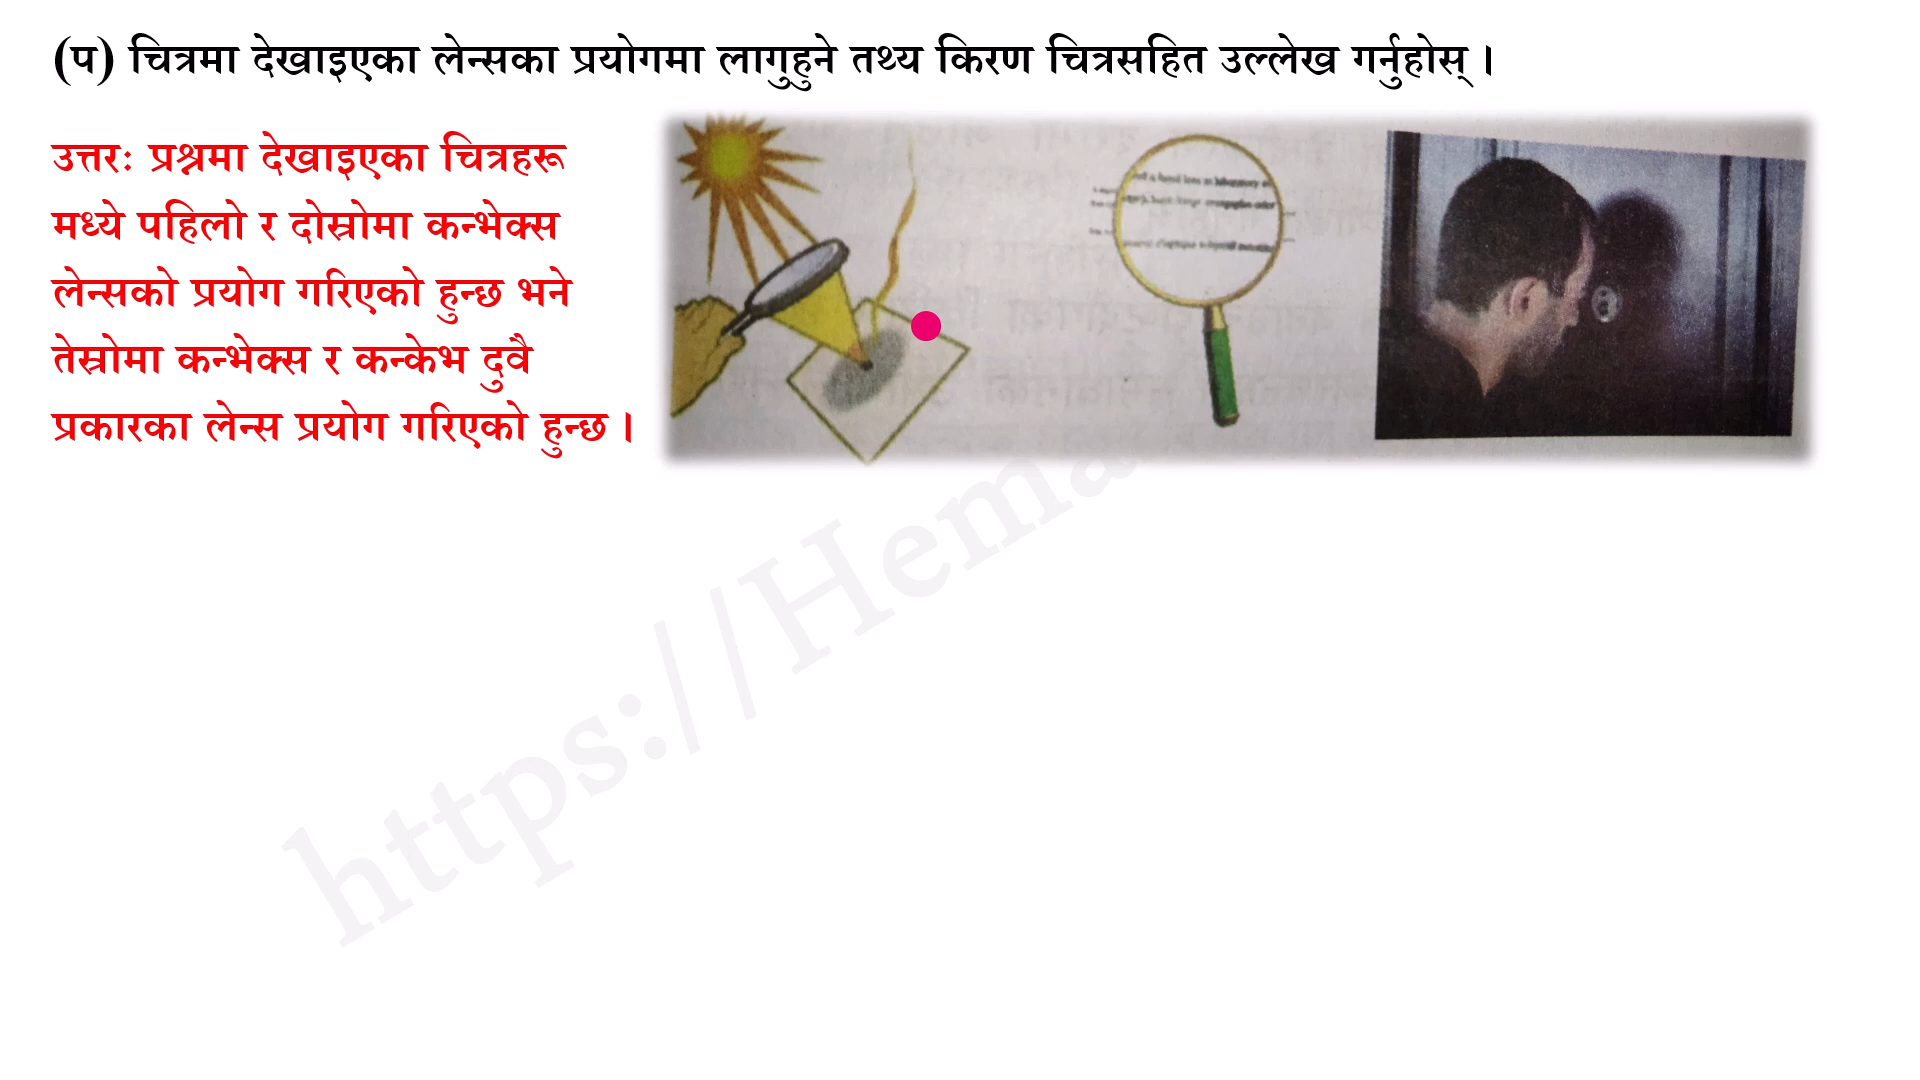 (प) चित्रमा देखाइएका लेन्सका प्रयोगमा लागुहुने तथ्य किरण चित्रसहित उल्लेख गर्नुहोस् ।
उत्तरः प्रश्नमा देखाइएका चित्रहरू
मध्ये पहिलो र दोस्रोमा कन्भेक्स
लेन्सको प्रयोग गरिएको हुन्छ भने
तेस्रोमा कन्भेक्स र कन्केभ दुवै
प्रकारका लेन्स प्रयोग गरिएको हुन्छ ।
https://Hema